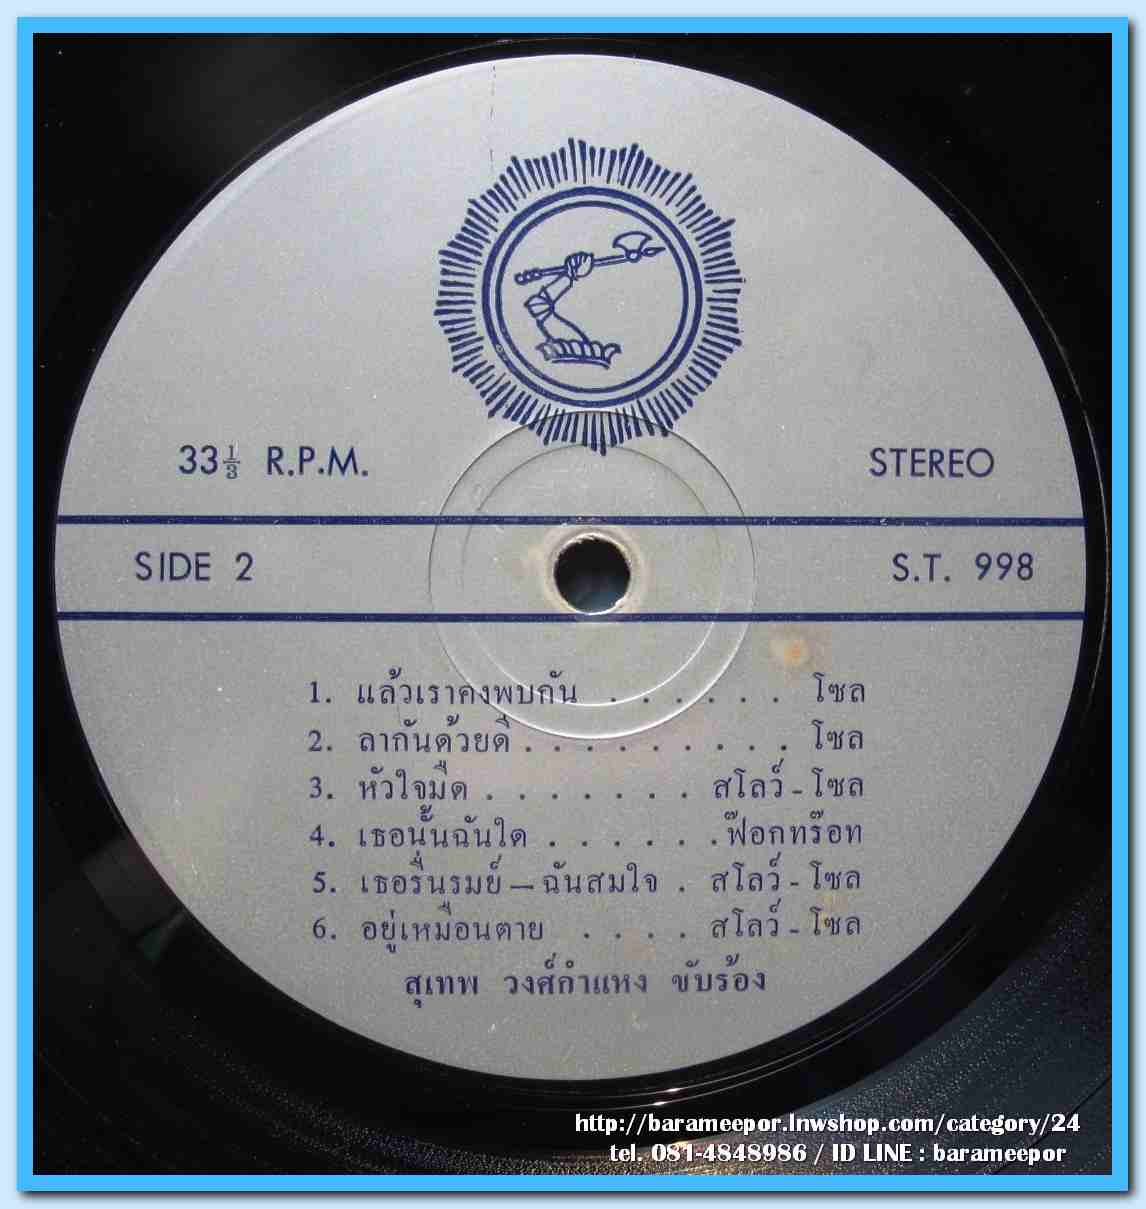 33⅓ R.P.M. STEREO
SIDE 2 S.T. 998
1. แล้วเราคงพบกัน . . . . . . โซล
2. ลากันด้วยดี . . . . . . . . . . โซล
3. หัวใจมืด . . . . . . . สโลว์ - โซล
4. เธอนั้นฉันใด . . . . . . ฟ๊อกทร๊อท
5. เธอรื่นรมย์ – ฉันสมใจ . สโลว์ - โซล
6. อยู่เหมือนตาย . . . . สโลว์ - โซล
สุเทพ วงศ์กำแหง ขับร้อง
http://barameepor.lnwshop.com/category/24
tel. 081-4848986 / ID LINE : barameepor